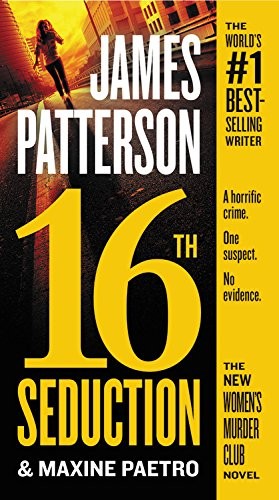 JAMES
PATTERSON
16TH
SEDUCTION
& MAXINE PAETRO
THE
WORLD'S
#1
BEST-
SELLING
WRITER
A horrific
crime.
One
suspect.
No
evidence.
THE
NEW
WOMEN'S
MURDER
CLUB
NOVEL